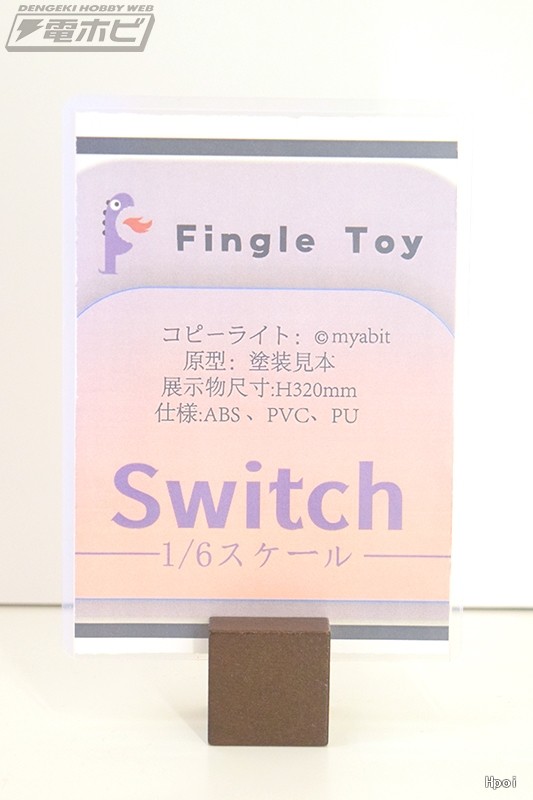 DENGEKI HOBBY WEB
電ホビ
Fingle Toy
コピーライト: ©myabit
原型: 塗装見本
展示物尺寸:H320mm
仕様:ABS、PVC、PU
Switch
1/6スケール
Hpoi